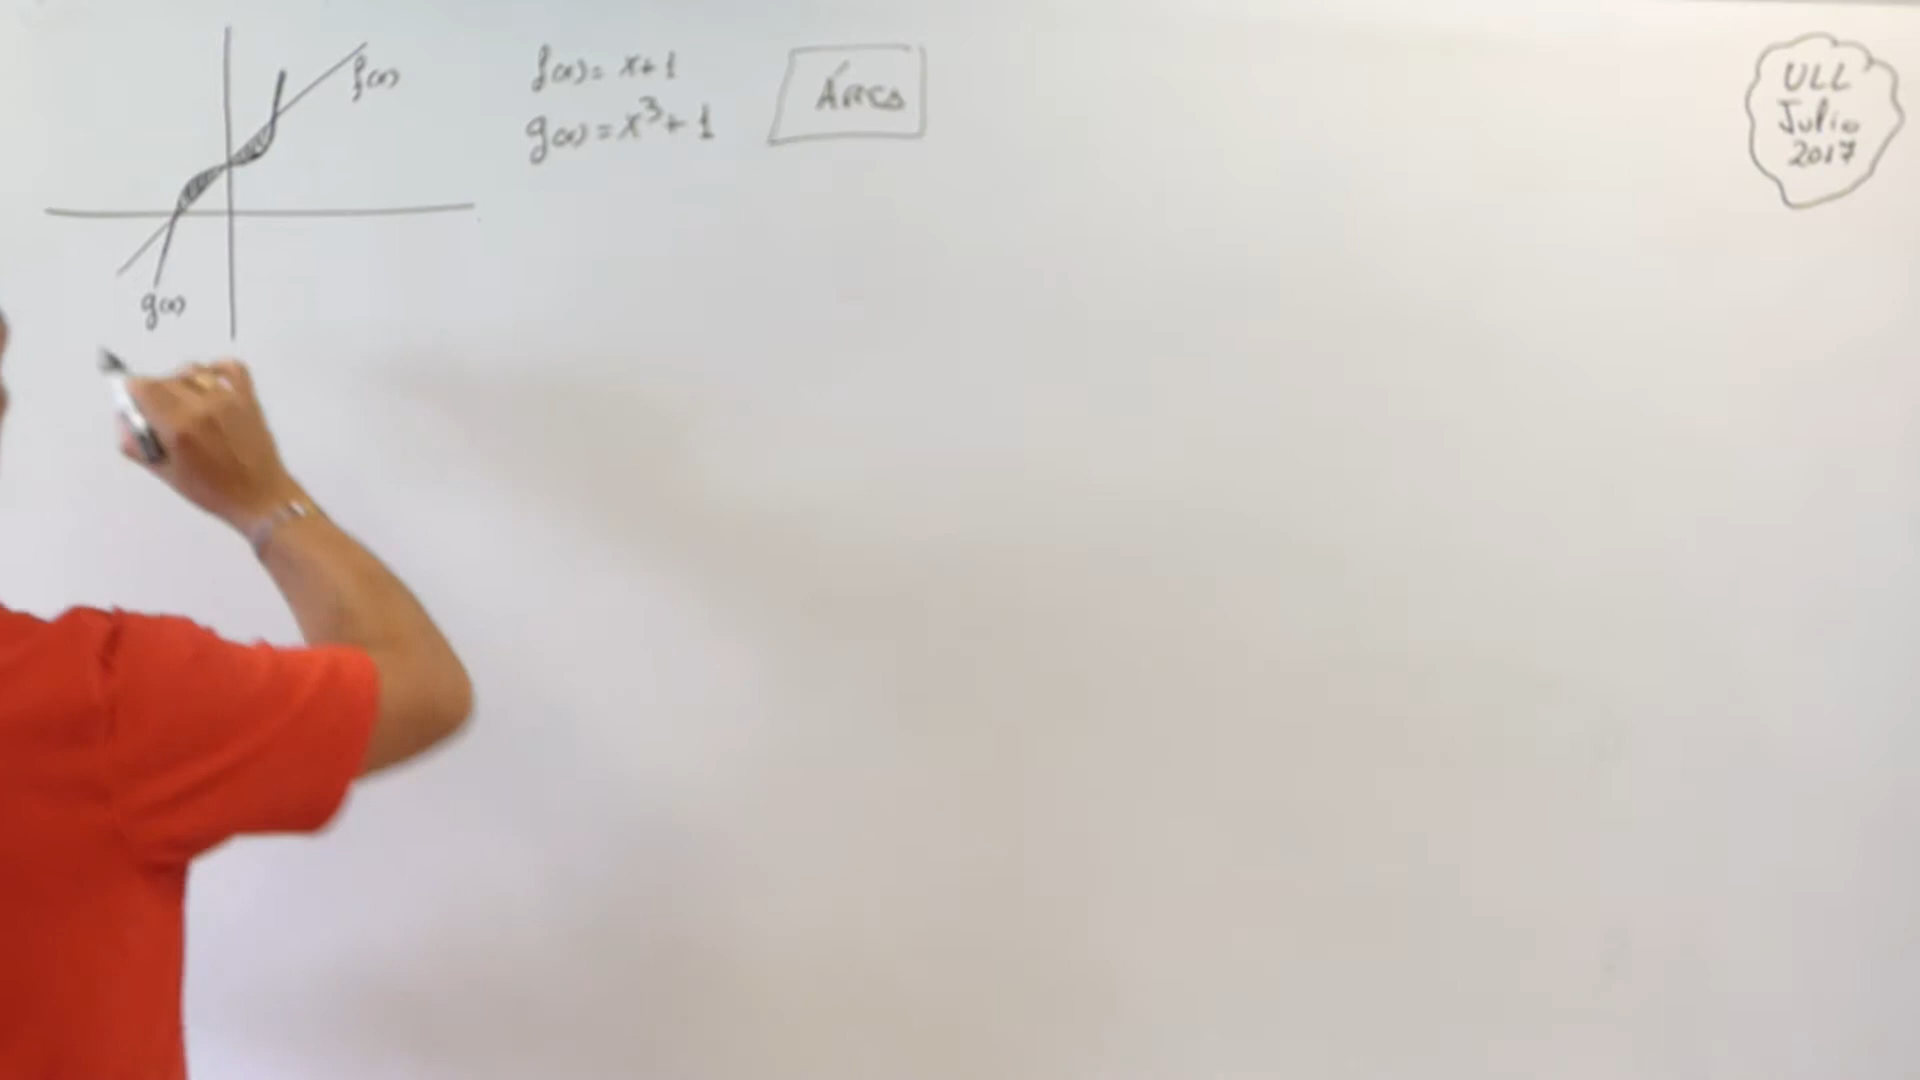 f(x)
g(x)
f(x) = x+1
g(x) = x³+1
Área
ULL
Julio
2017